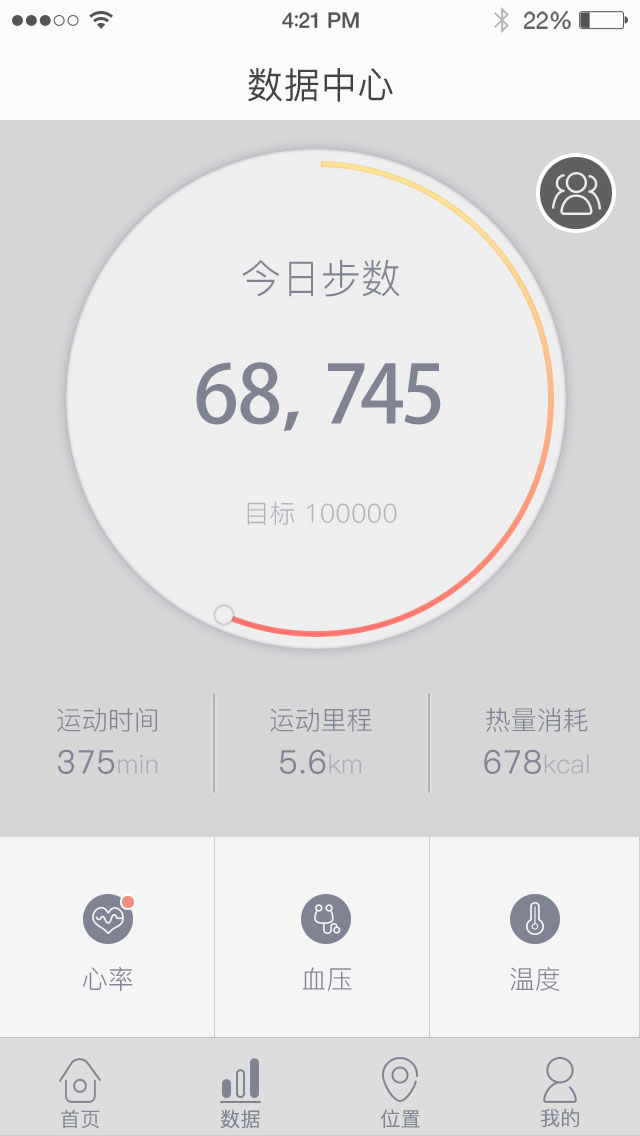 4:21 PM 22%
数据中心
今日步数
68, 745
目标 100000
运动时间 运动里程 热量消耗
375min 5.6km 678kcal
心率 血压 温度
首页 数据 位置 我的